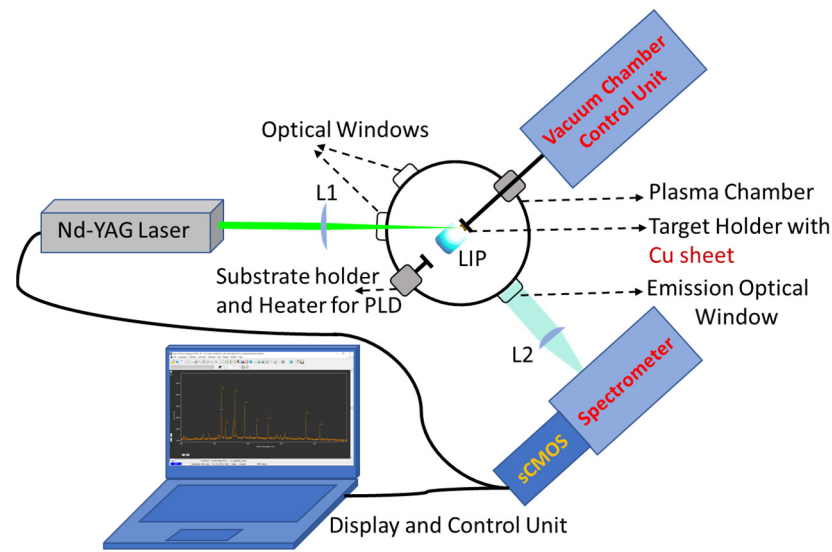 Vacuum Chamber
Control Unit
Optical Windows
L1
Nd-YAG Laser
Plasma Chamber
Target Holder with
Cu sheet
LIP
Substrate holder
and Heater for PLD
Emission Optical
Window
L2
Spectrometer
sCMOS
Display and Control Unit